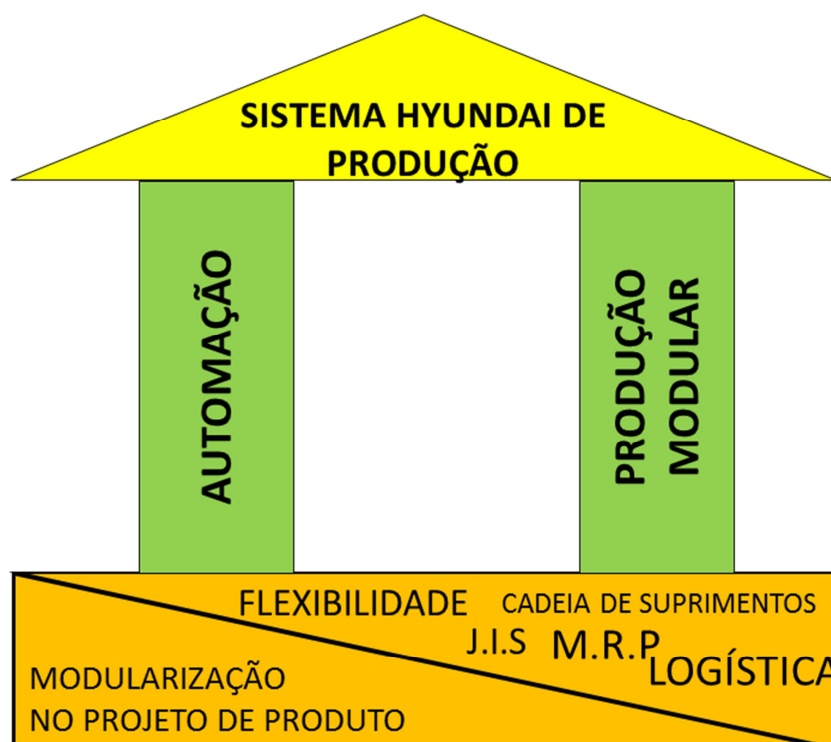 SISTEMA HYUNDAI DE
PRODUÇÃO
AUTOMAÇÃO
PRODUÇÃO
MODULAR
FLEXIBILIDADE
CADEIA DE SUPRIMENTOS
J.I.S
M.R.P
LOGÍSTICA
MODULARIZAÇÃO
NO PROJETO DE PRODUTO